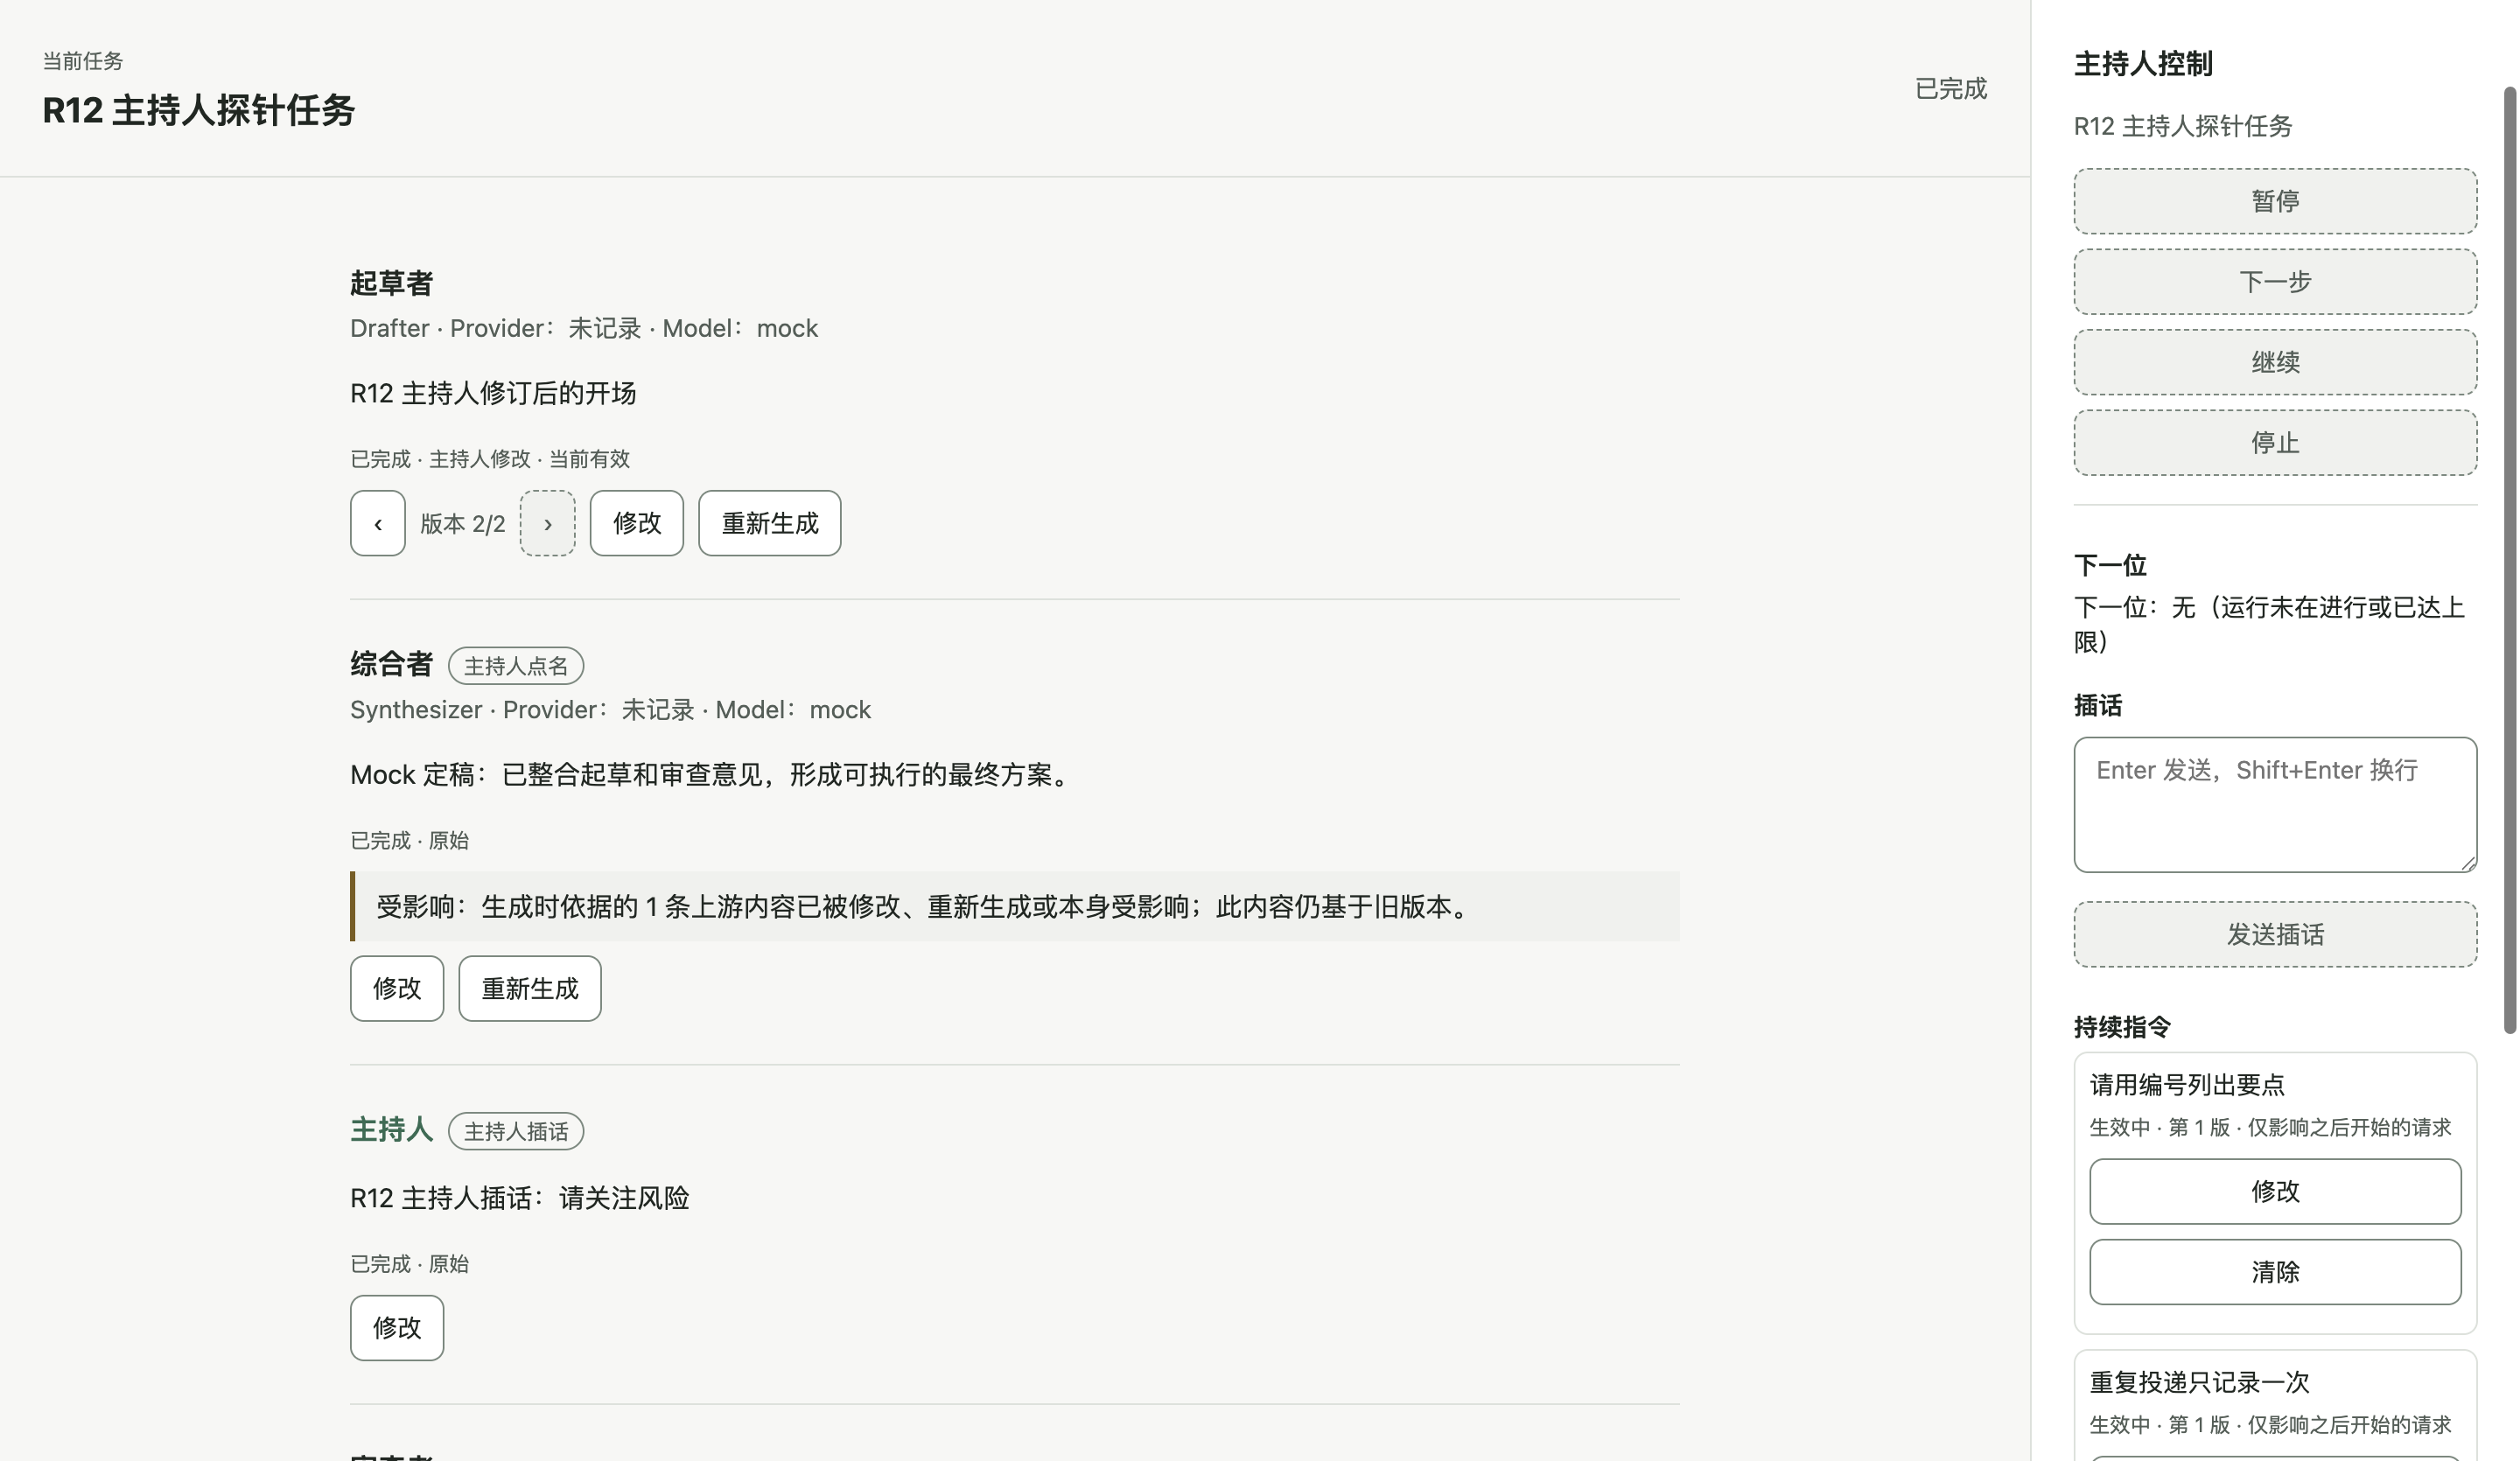 当前任务
R12 主持人探针任务
已完成
起草者
Drafter · Provider：未记录 · Model：mock
R12 主持人修订后的开场
已完成 · 主持人修改 · 当前有效
‹ 版本 2/2 › 修改 重新生成
综合者 主持人点名
Synthesizer · Provider：未记录 · Model：mock
Mock 定稿：已整合起草和审查意见，形成可执行的最终方案。
已完成 · 原始
受影响：生成时依据的 1 条上游内容已被修改、重新生成或本身受影响；此内容仍基于旧版本。
修改 重新生成
主持人 主持人插话
R12 主持人插话：请关注风险
已完成 · 原始
修改
主持人控制
R12 主持人探针任务
暂停
下一步
继续
停止
下一位
下一位：无（运行未在进行或已达上
限）
插话
Enter 发送，Shift+Enter 换行
发送插话
持续指令
请用编号列出要点
生效中 · 第 1 版 · 仅影响之后开始的请求
修改
清除
重复投递只记录一次
生效中 · 第 1 版 · 仅影响之后开始的请求